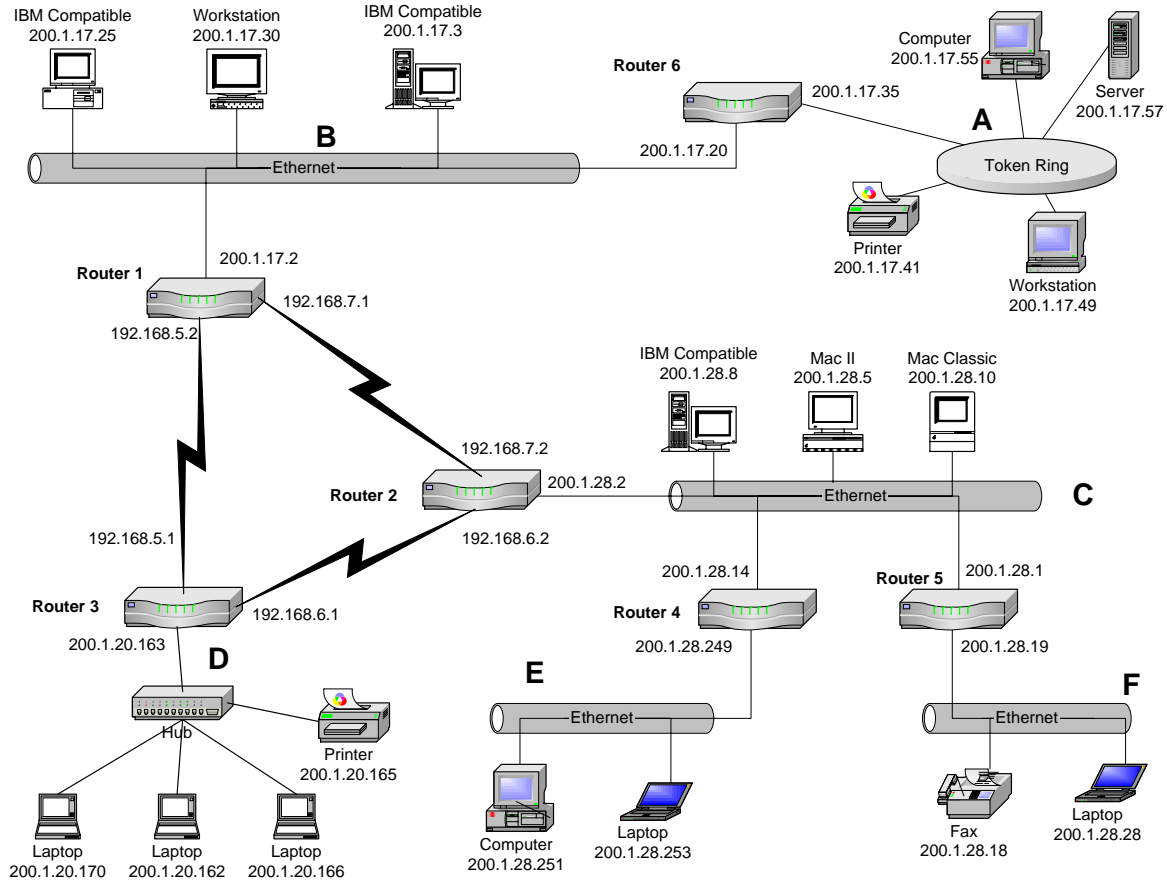 IBM Compatible
200.1.17.25
Workstation
200.1.17.30
IBM Compatible
200.1.17.3
B
Ethernet
Router 6
200.1.17.35
200.1.17.20
Computer
200.1.17.55
Server
200.1.17.57
A
Token Ring
Printer
200.1.17.41
Workstation
200.1.17.49
200.1.17.2
Router 1
192.168.7.1
192.168.5.2
IBM Compatible
200.1.28.8
Mac II
200.1.28.5
Mac Classic
200.1.28.10
192.168.7.2
Router 2
200.1.28.2
Ethernet
C
192.168.6.2
192.168.5.1
Router 3
192.168.6.1
200.1.20.163
200.1.28.14
Router 4
200.1.28.249
Router 5
200.1.28.1
200.1.28.19
D
Hub
Printer
200.1.20.165
Laptop
200.1.20.170
Laptop
200.1.20.162
Laptop
200.1.20.166
E
Ethernet
Computer
200.1.28.251
Laptop
200.1.28.253
F
Ethernet
Fax
200.1.28.18
Laptop
200.1.28.28